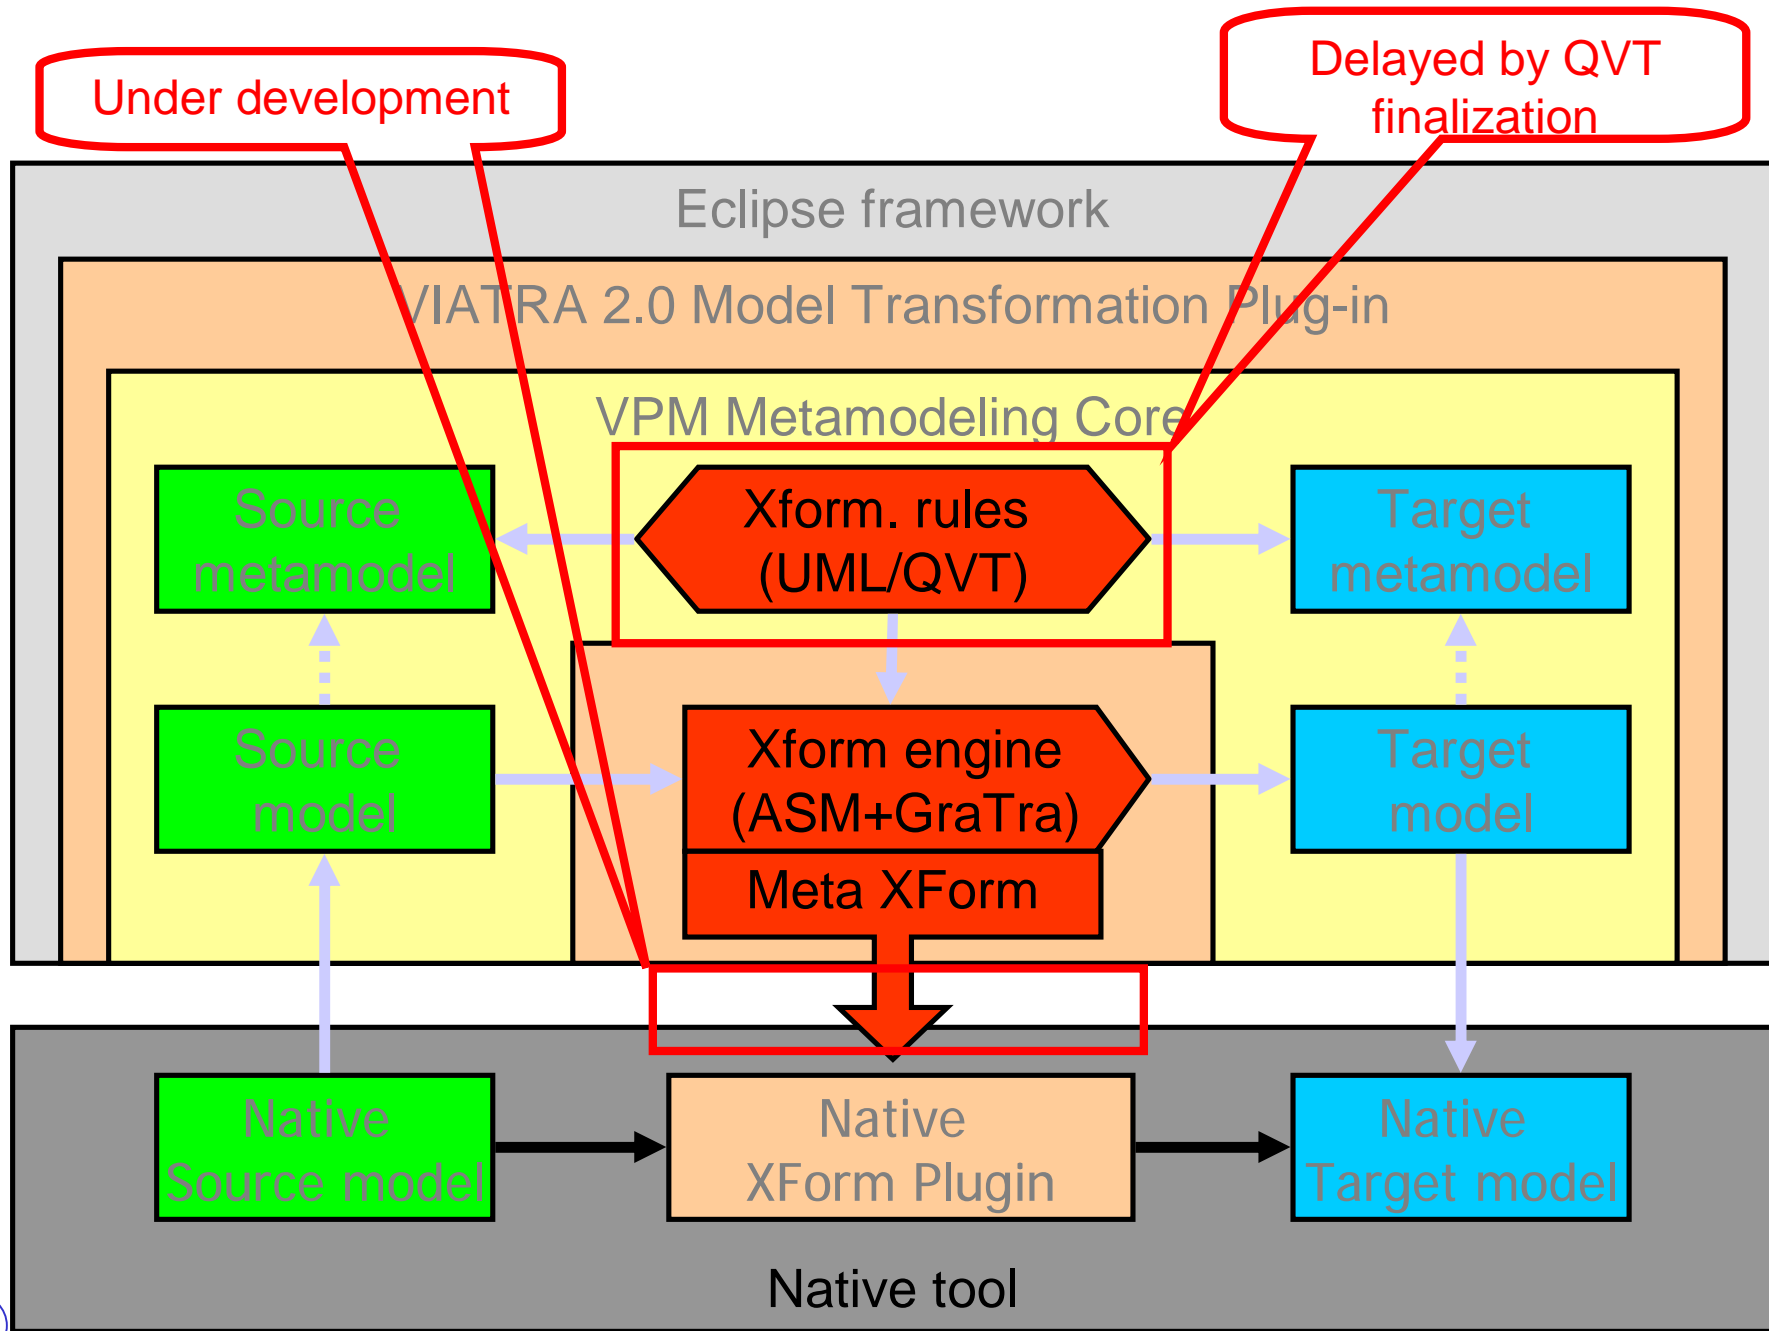 Under development
Delayed by QVT
finalization
Eclipse framework
VIATRA 2.0 Model Transformation Plug-in
VPM Metamodeling Core
Source
metamodel
Xform. rules
(UML/QVT)
Target
metamodel
Source
model
Xform engine
(ASM+GraTra)
Target
model
Meta XForm
Native
Source model
Native
XForm Plugin
Native
Target model
Native tool